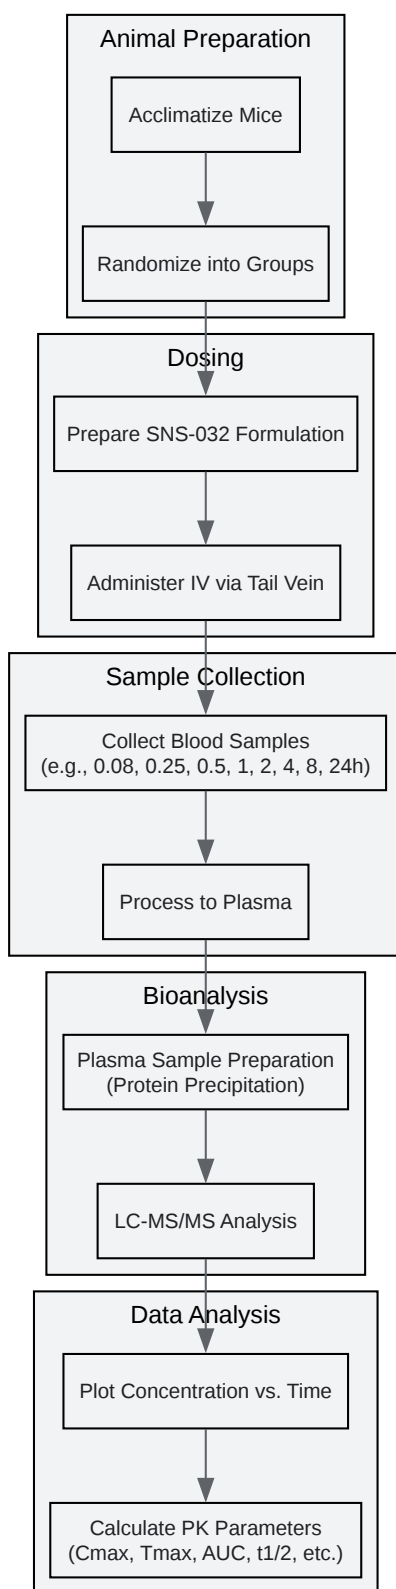 Animal Preparation
Acclimatize Mice
Randomize into Groups
Dosing
Prepare SNS-032 Formulation
Administer IV via Tail Vein
Sample Collection
Collect Blood Samples
(e.g., 0.08, 0.25, 0.5, 1, 2, 4, 8, 24h)
Process to Plasma
Bioanalysis
Plasma Sample Preparation
(Protein Precipitation)
LC-MS/MS Analysis
Data Analysis
Plot Concentration vs. Time
Calculate PK Parameters
(Cmax, Tmax, AUC, t1/2, etc.)